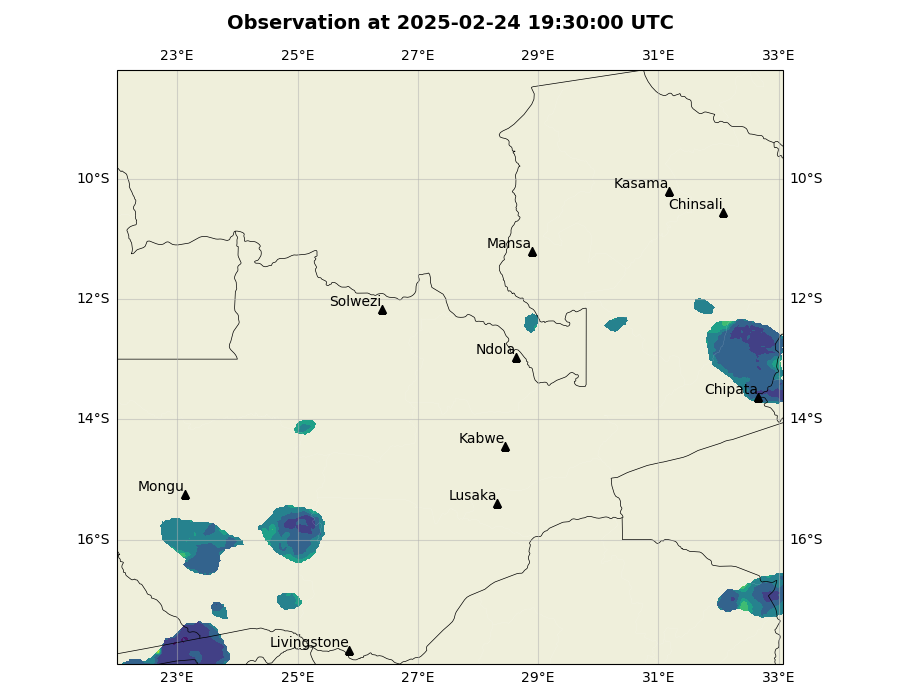 Observation at 2025-02-24 19:30:00 UTC
23°E 25°E 27°E 29°E 31°E 33°E
10°S 10°S
Kasama
Chinsali
Mansa
12°S 12°S
Solwezi
Ndola
Chipata
14°S 14°S
Kabwe
Mongu
Lusaka
16°S 16°S
Livingstone
23°E 25°E 27°E 29°E 31°E 33°E